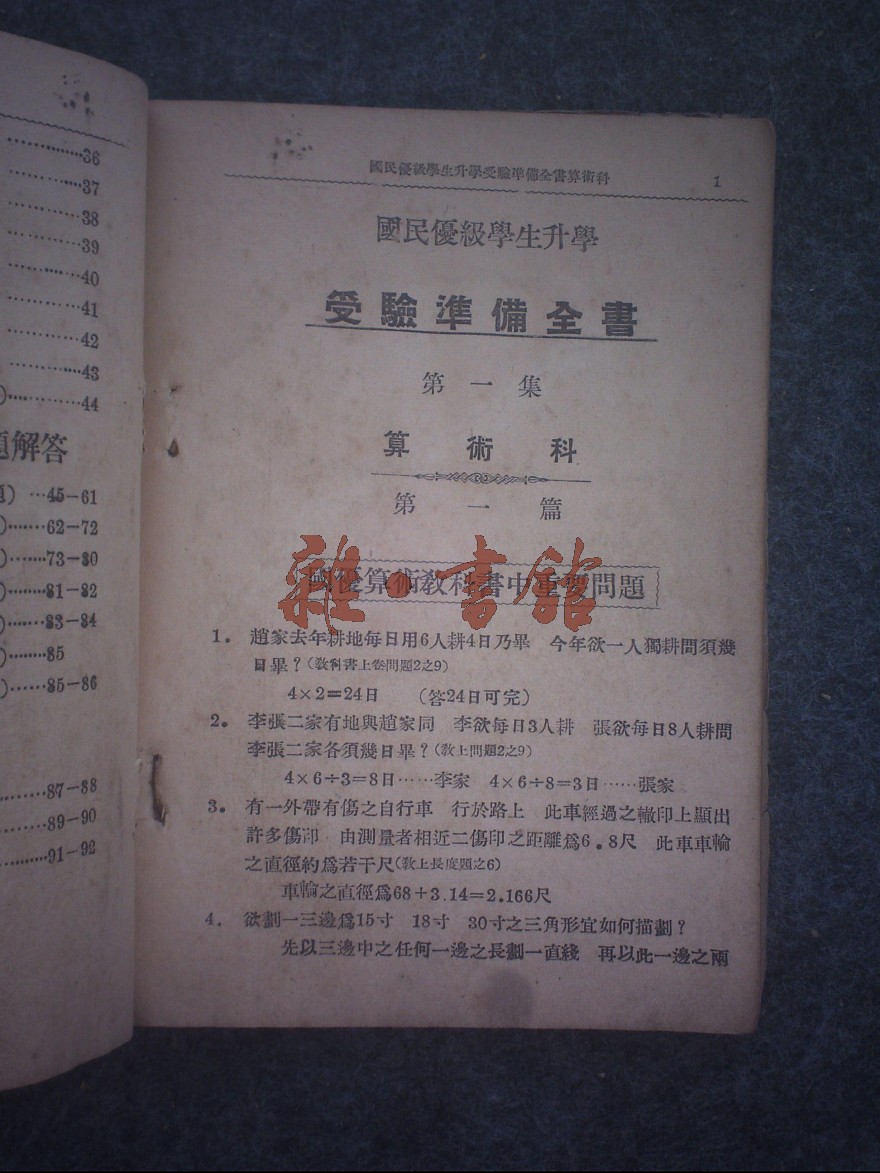 36
37
38
39
40
41
42
43
44
題解答
…45-61
62-72
73-80
81-82
83-84
85
85-86
87-88
89-90
91-92
國民優級學生升學受驗準備全書算術科 1
國民優級學生升學
受驗準備全書
第一集
算術科
第一篇
國優算術教科書中重要問題
雜·書館
1. 趙家去年耕地每日用6人耕4日乃畢 今年欲一人獨耕問須幾
日畢?(教科書上卷問題2之9)
4×2=24日 (答24日可完)
2. 李張二家有地與趙家同 李欲每日3人耕 張欲每日8人耕問
李張二家各須幾日畢?(教上問題2之9)
4×6÷3=8日……李家 4×6÷8=3日……張家
3. 有一外帶有傷之自行車 行於路上 此車經過之轍印上顯出
許多傷印 由測量者相近二傷印之距離爲6.8尺 此車車輪
之直徑約爲若干尺(教上長度題之6)
車輪之直徑爲68+3.14=2.166尺
4. 欲劃一三邊爲15寸 18寸 30寸之三角形宜如何描劃?
先以三邊中之任何一邊之長劃一直綫 再以此一邊之兩